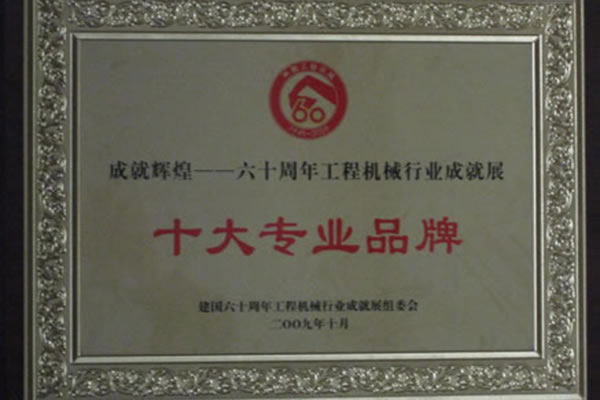 成就辉煌——六十周年工程机械行业成就展
十大专业品牌
建国六十周年工程机械行业成就展组委会
二〇〇九年十月